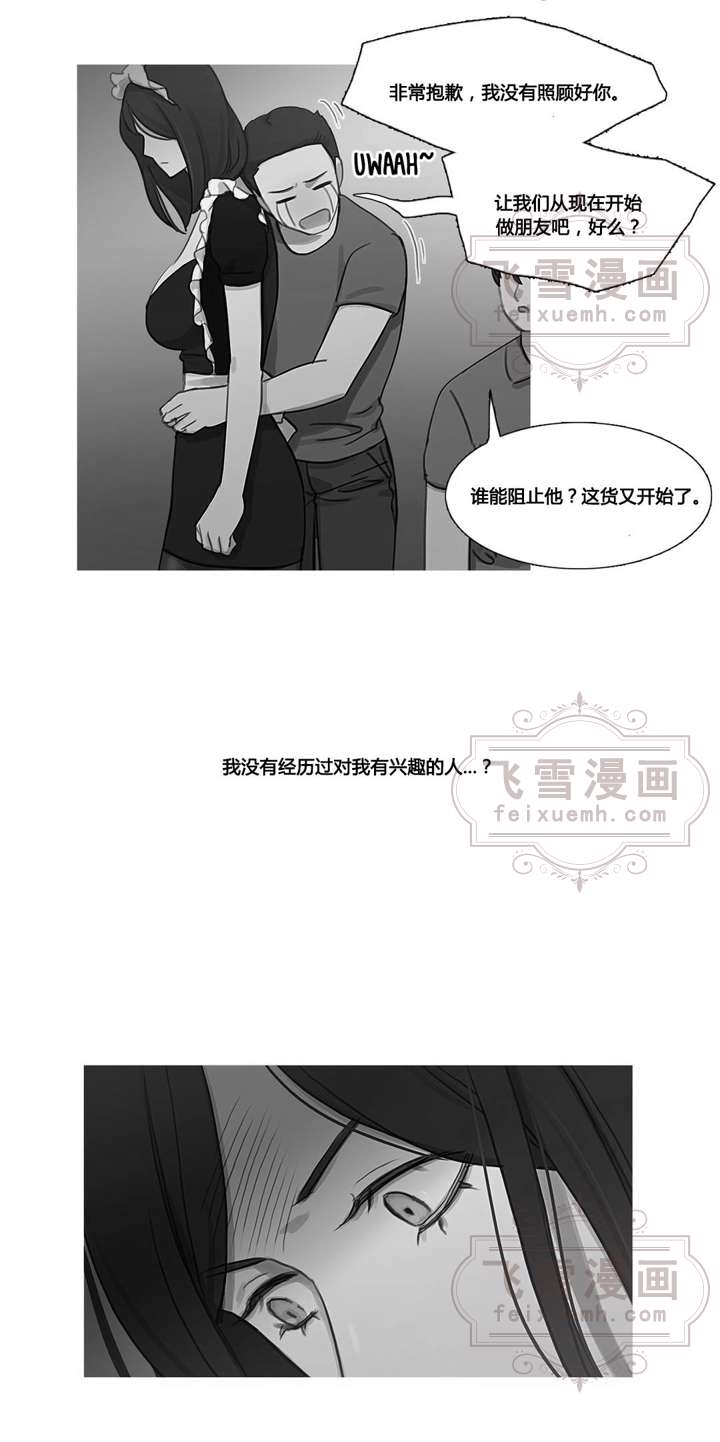 非常抱歉，我没有照顾好你。
UWAAH~
让我们从现在开始
做朋友吧，好么？
飞雪漫画
feixuemh.com
谁能阻止他？这货又开始了。
我没有经历过对我有兴趣的人...？
飞雪漫画
feixuemh.com
飞雪漫画
feixuemh.com